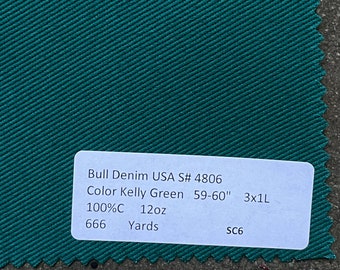 Bull Denim USA S# 4806
Color Kelly Green 59-60" 3x1L
100%C 12oz
666 Yards SC6